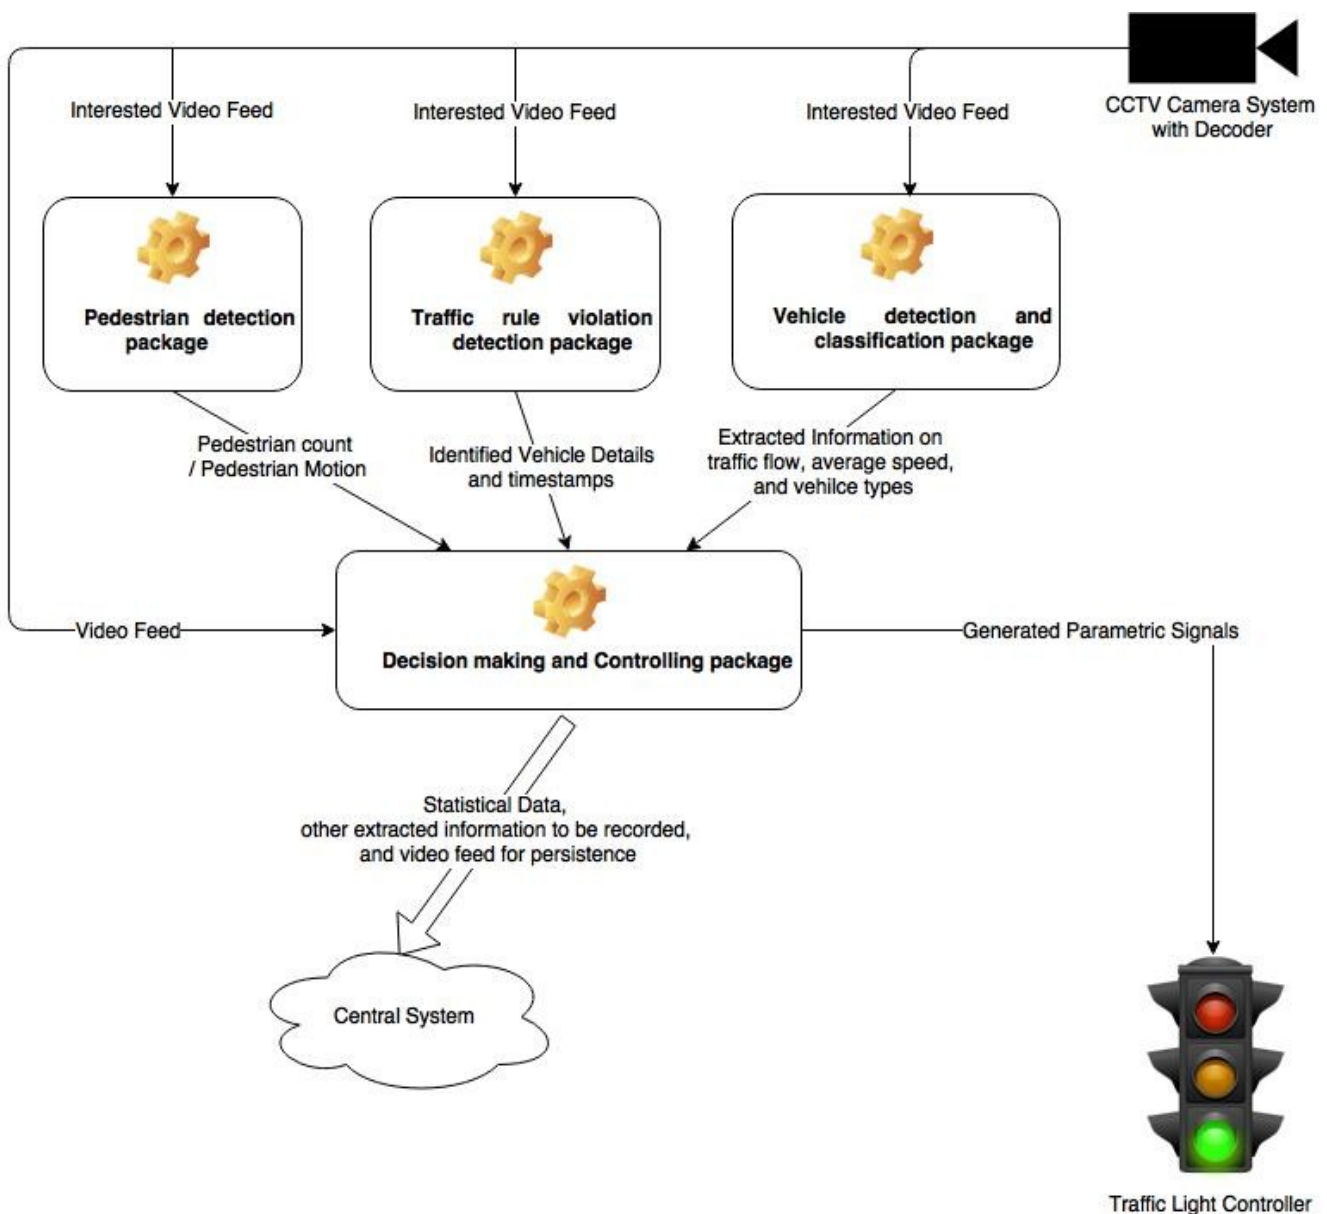 CCTV Camera System
with Decoder
Interested Video Feed
Interested Video Feed
Interested Video Feed
Pedestrian detection
package
Traffic rule violation
detection package
Vehicle detection and
classification package
Pedestrian count
/ Pedestrian Motion
Identified Vehicle Details
and timestamps
Extracted Information on
traffic flow, average speed,
and vehilce types
Video Feed
Decision making and Controlling package
Generated Parametric Signals
Statistical Data,
other extracted information to be recorded,
and video feed for persistence
Central System
Traffic Light Controller